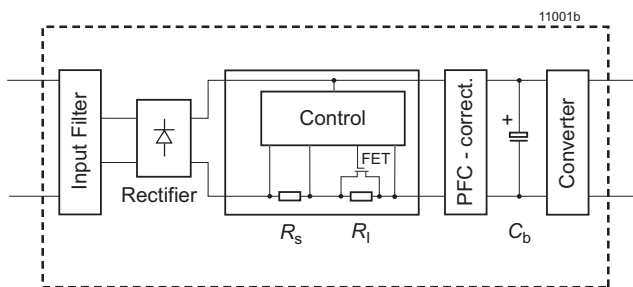 11001b
Input Filter
Rectifier
Control
FET
Rs
Rl
PFC - correct.
+
Cb
Converter